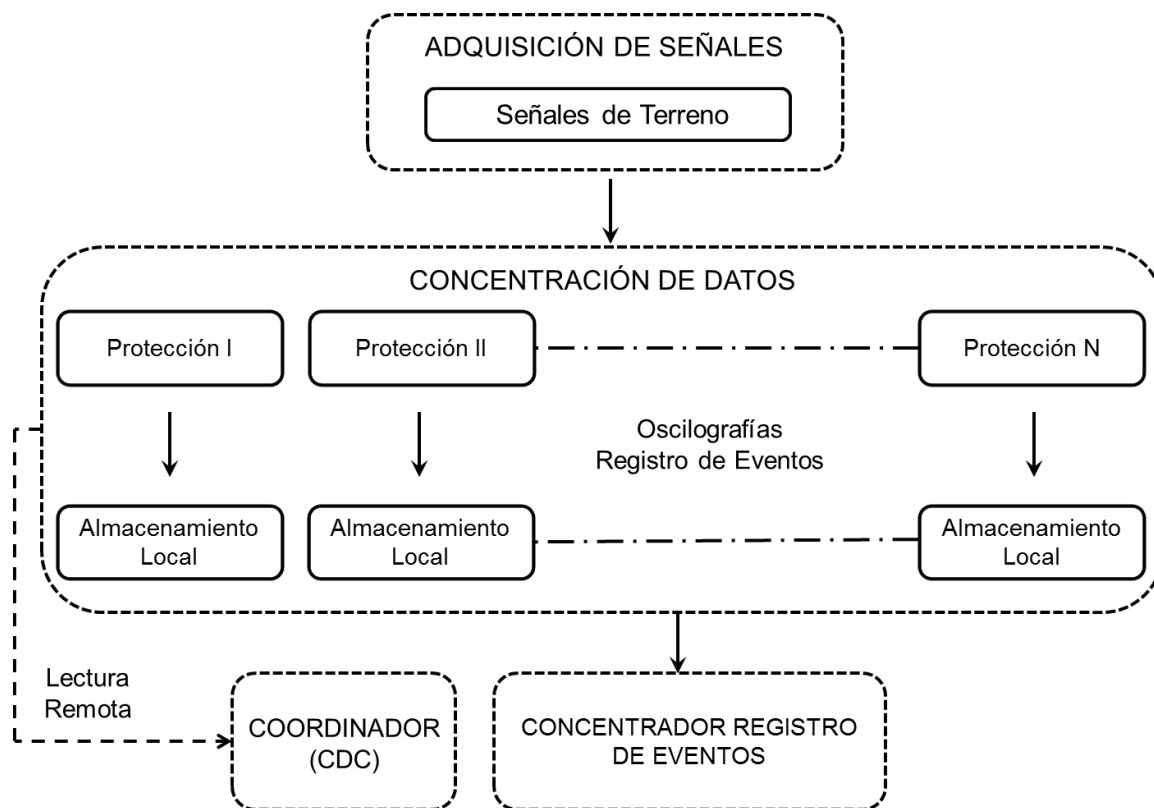 ADQUISICIÓN DE SEÑALES
Señales de Terreno
CONCENTRACIÓN DE DATOS
Protección I
Protección II
Protección N
Oscilografías
Registro de Eventos
Almacenamiento
Local
Almacenamiento
Local
Almacenamiento
Local
Lectura
Remota
COORDINADOR
(CDC)
CONCENTRADOR REGISTRO
DE EVENTOS